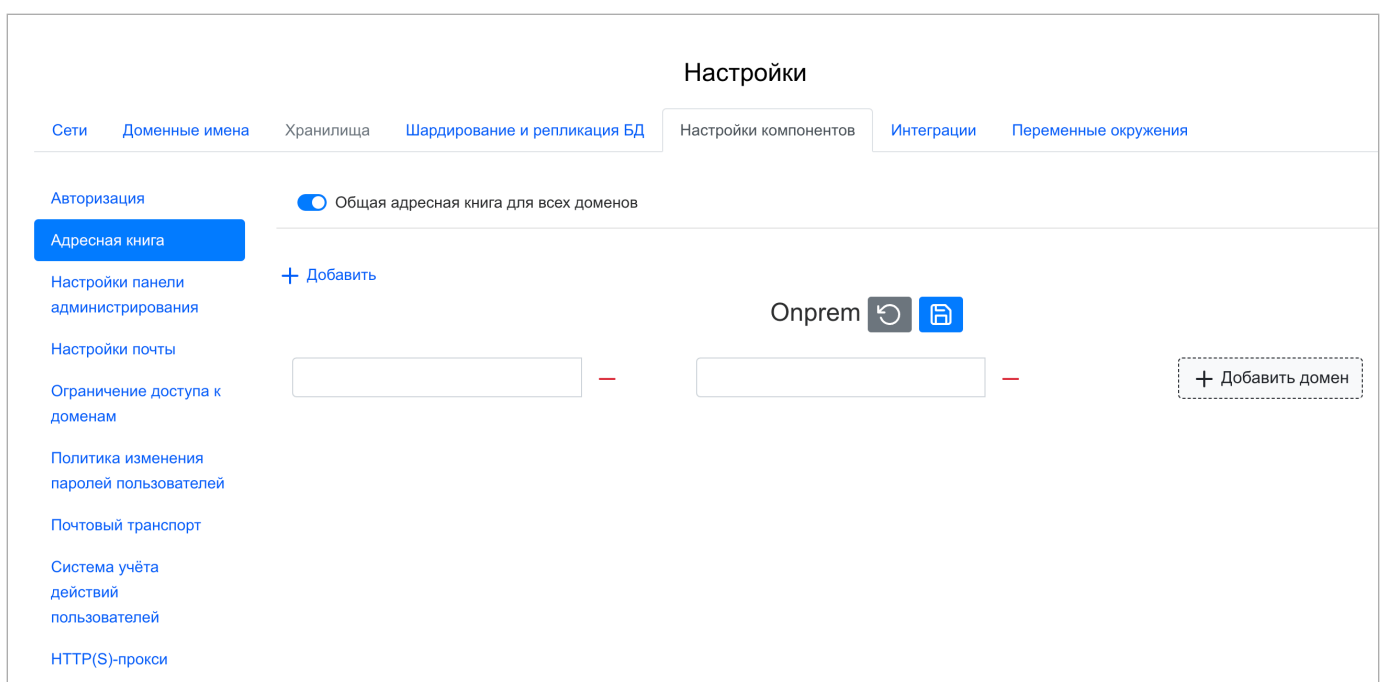 Настройки
Сети Доменные имена Хранилища Шардирование и репликация БД Настройки компонентов Интеграции Переменные окружения
Авторизация
Адресная книга
Настройки панели
администрирования
Настройки почты
Ограничение доступа к
доменам
Политика изменения
паролей пользователей
Почтовый транспорт
Система учёта
действий
пользователей
HTTP(S)-прокси
Общая адресная книга для всех доменов
Добавить
Onprem
Добавить домен